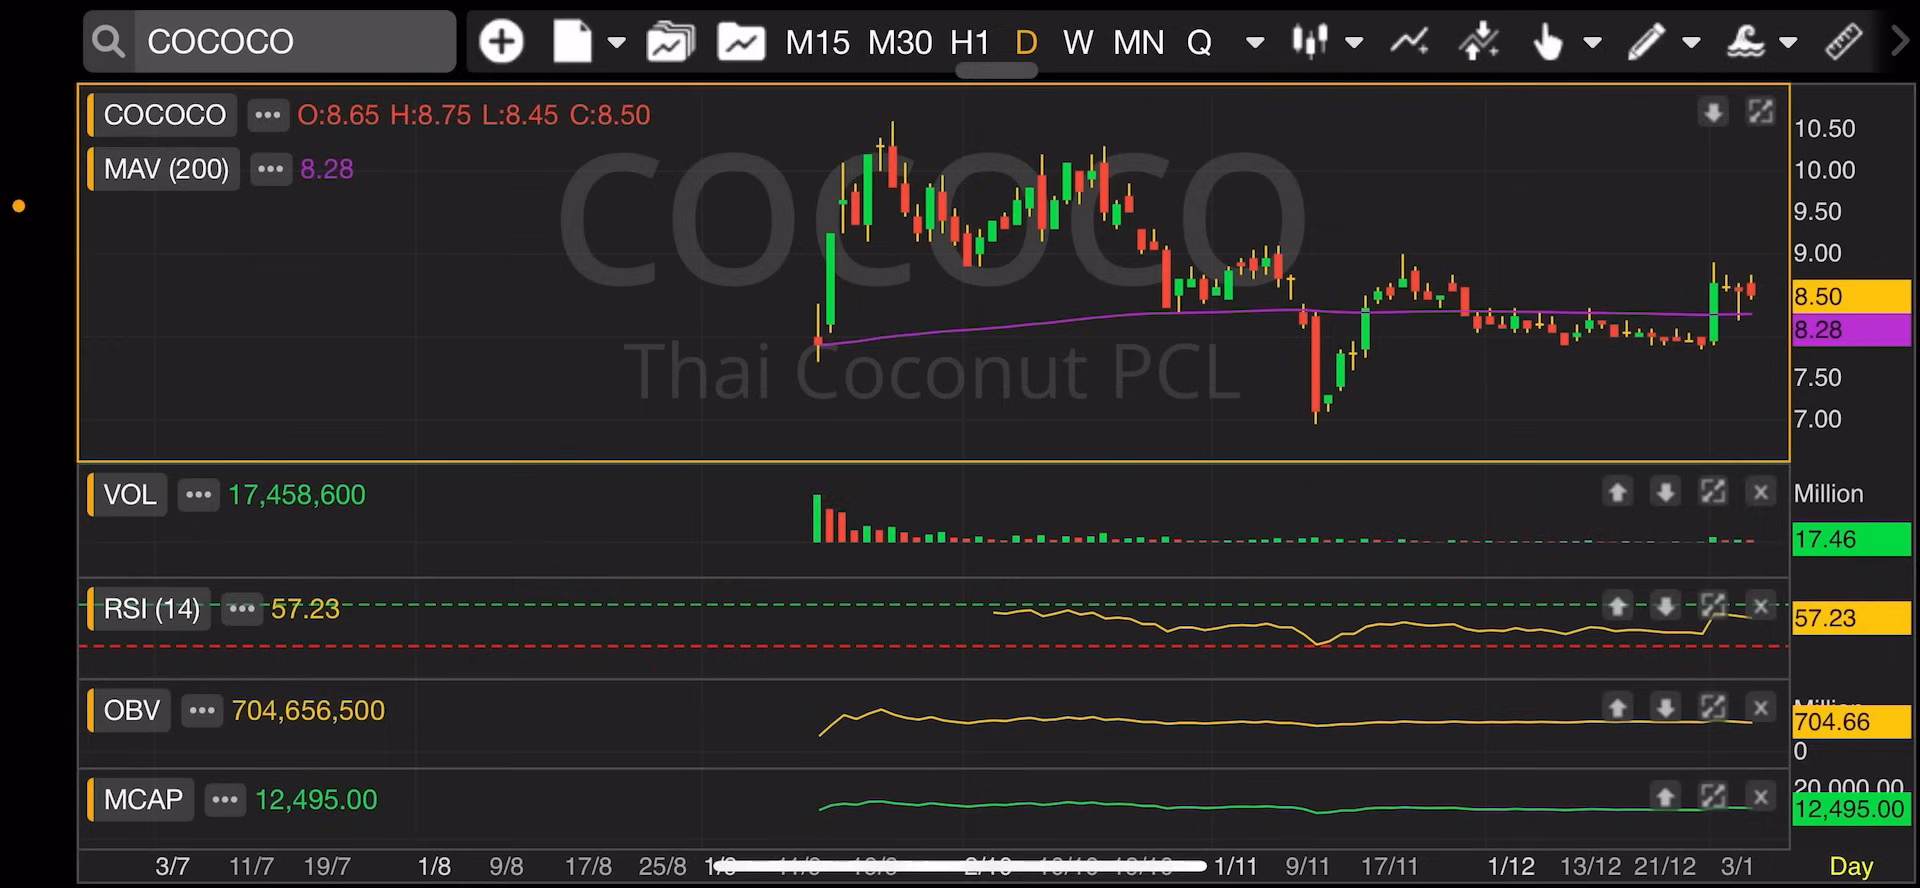 COCOCO M15 M30 H1 D W MN Q
COCOCO O:8.65 H:8.75 L:8.45 C:8.50
MAV (200) 8.28
COCOCO
Thai Coconut PCL
10.50
10.00
9.50
9.00
8.50
8.28
7.50
7.00
VOL 17,458,600
Million
17.46
RSI (14) 57.23
57.23
OBV 704,656,500
704.66
0
MCAP 12,495.00
20,000.00
12,495.00
3/7 11/7 19/7 1/8 9/8 17/8 25/8 1/11 9/11 17/11 1/12 13/12 21/12 3/1 Day